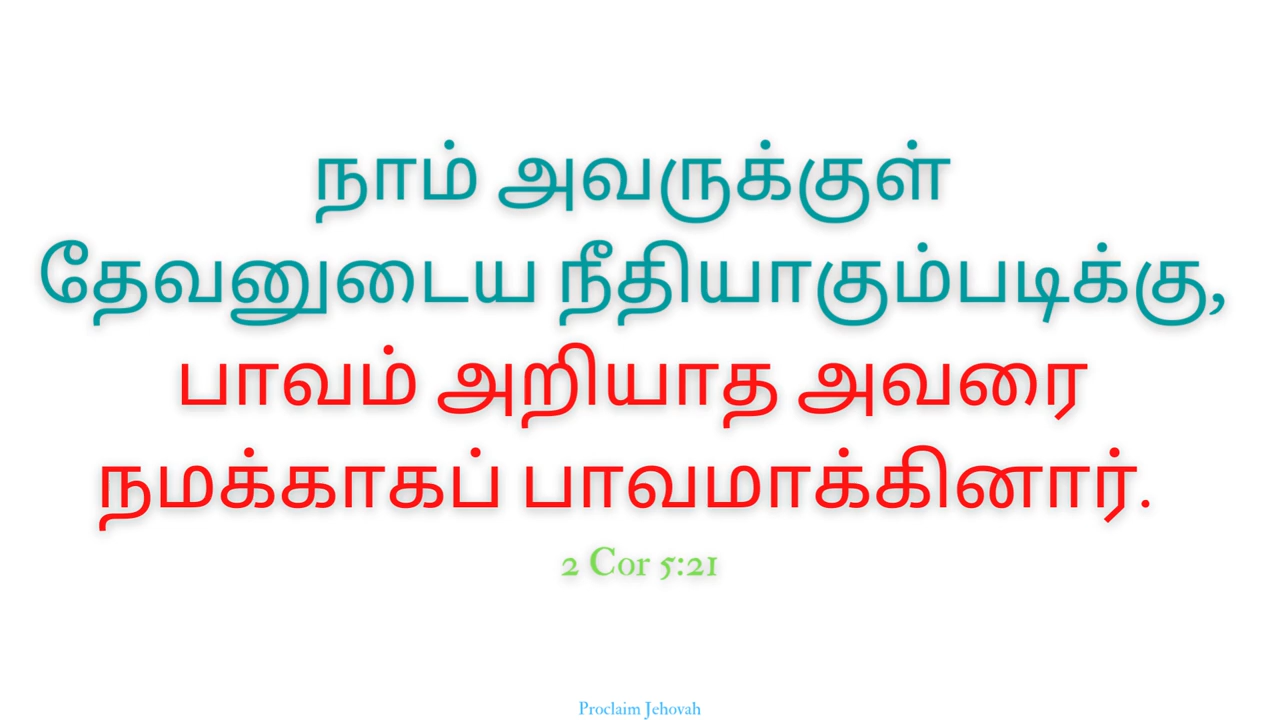 நாம் அவருக்குள்
தேவனுடைய நீதியாகும்படிக்கு,
பாவம் அறியாத அவரை
நமக்காகப் பாவமாக்கினார்.
2 Cor 5:21
Proclaim Jehovah